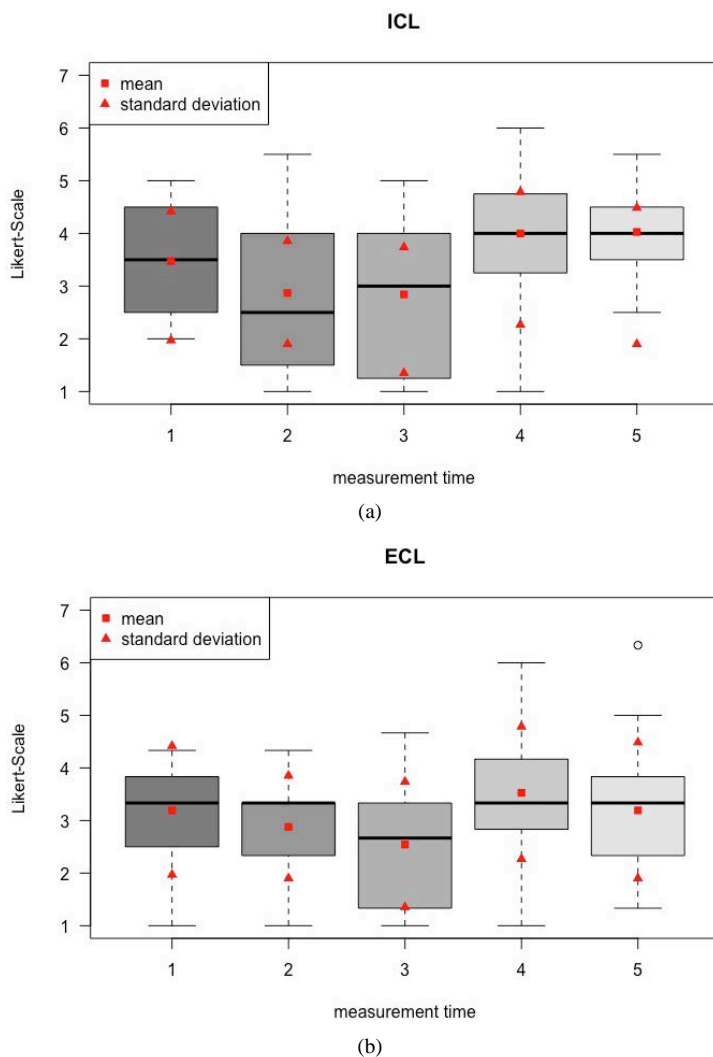 ICL
7
6
5
4
3
2
1
mean
standard deviation
Likert-Scale
1 2 3 4 5
measurement time
(a)
ECL
7
6
5
4
3
2
1
mean
standard deviation
Likert-Scale
1 2 3 4 5
measurement time
(b)